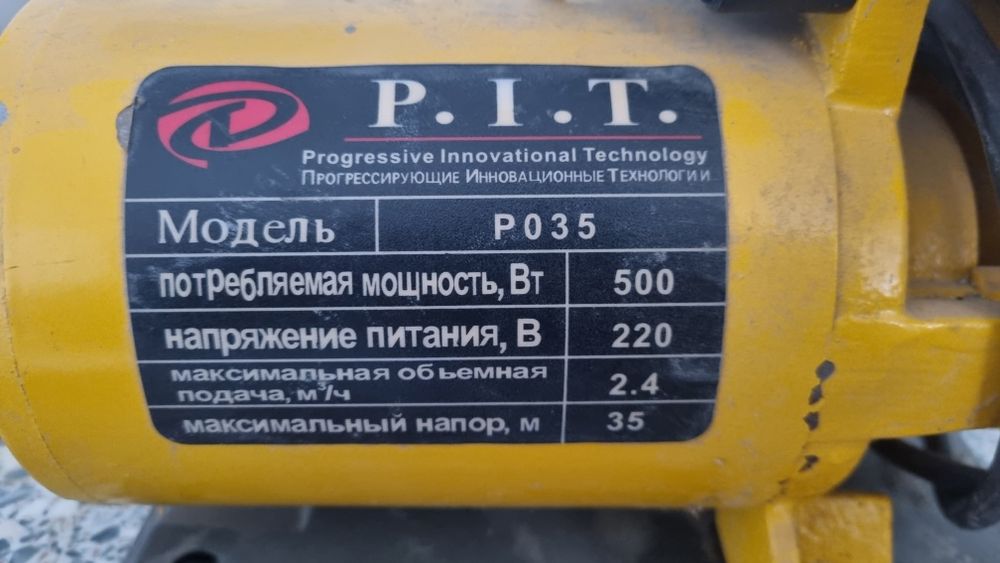 P.I.T.
Progressive Innovational Technology
Прогрессирующие Инновационные Технологии
Модель P035
потребляемая мощность, Вт 500
напряжение питания, В 220
максимальная обьемная
подача, м³/ч 2.4
максимальный напор, м 35